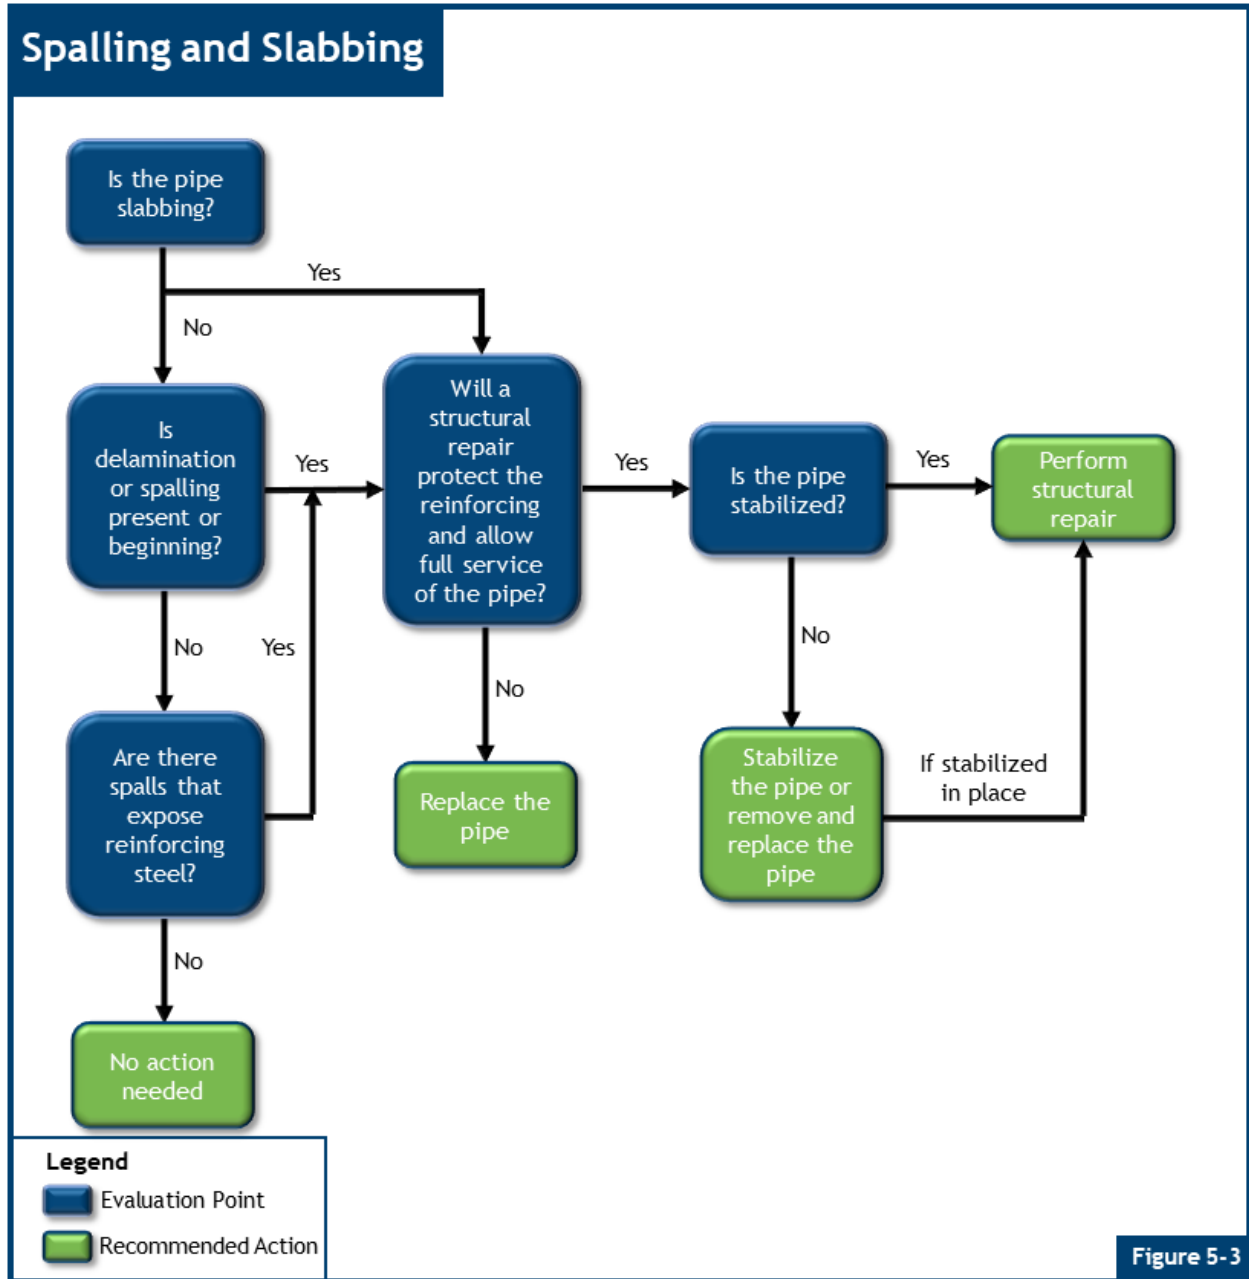 Spalling and Slabbing
Is the pipe
slabbing?
Yes
No
Is
delamination
or spalling
present or
beginning?
Yes
Will a
structural
repair
protect the
reinforcing
and allow
full service
of the pipe?
Yes
Is the pipe
stabilized?
Yes
Perform
structural
repair
No
Yes
No
No
Are there
spalls that
expose
reinforcing
steel?
Replace the
pipe
Stabilize
the pipe or
remove and
replace the
pipe
If stabilized
in place
No
No action
needed
Legend
Evaluation Point
Recommended Action
Figure 5-3